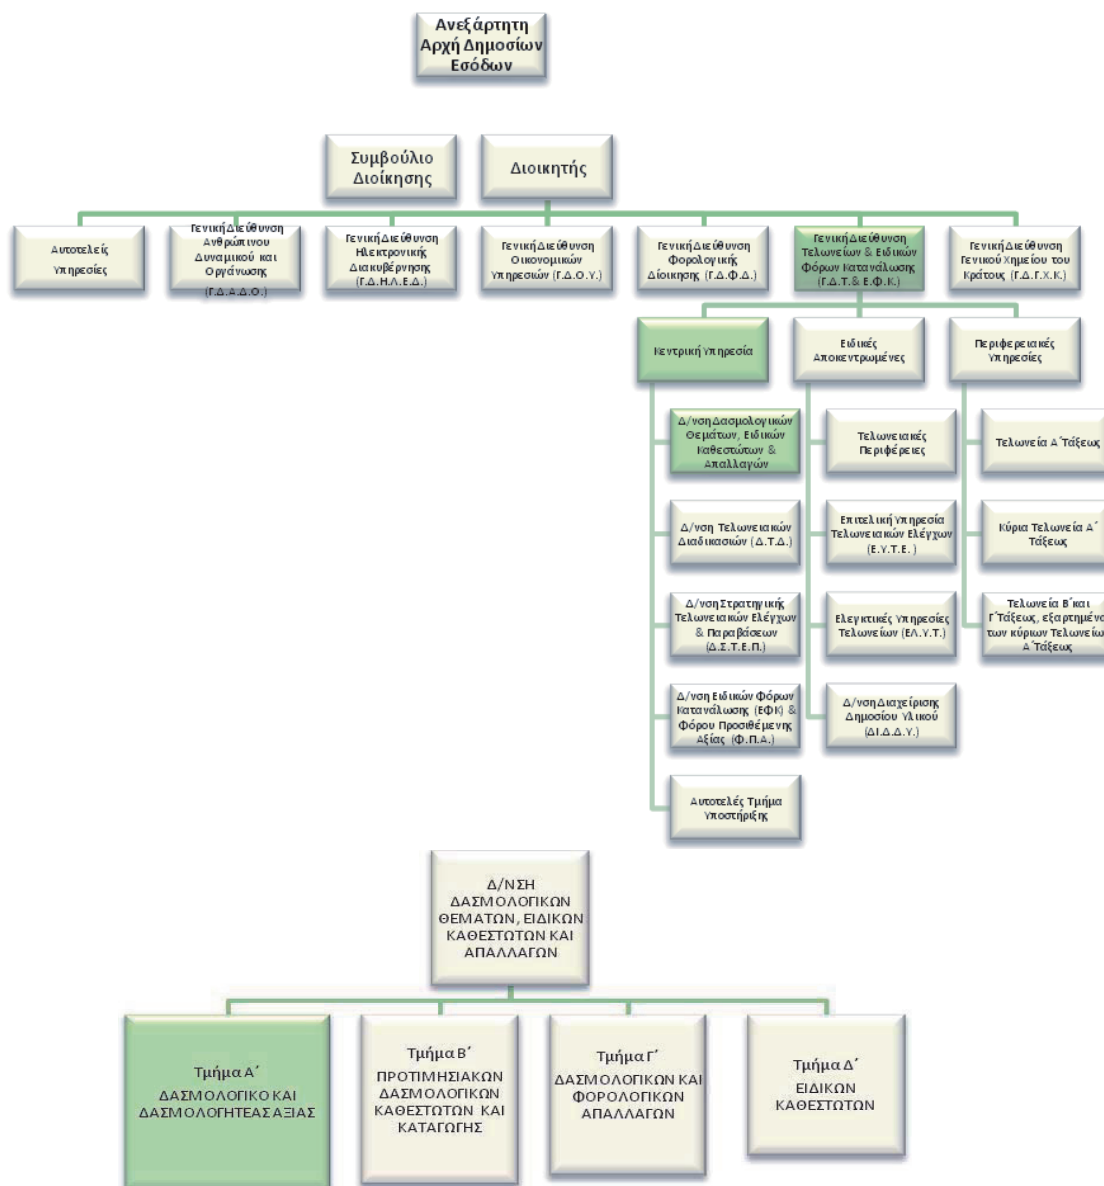 Ανεξάρτητη
Αρχή Δημοσίων
Εσόδων
Συμβούλιο
Διοίκησης
Διοικητής
Αυτοτελείς
Υπηρεσίες
Γενική Διεύθυνση
Ανθρώπινου
Δυναμικού και
Οργάνωσης
(Γ.Δ.Α.Δ.Ο.)
Γενική Διεύθυνση
Ηλεκτρονικής
Διακυβέρνησης
(Γ.Δ.Η.Λ.Ε.Δ.)
Γενική Διεύθυνση
Οικονομικών
Υπηρεσιών (Γ.Δ.Ο.Υ.)
Γενική Διεύθυνση
Φορολογικής
Δίοικησης (Γ.Δ.Φ.Δ.)
Γενική Διεύθυνση
Τελωνείων & Ειδικών
Φόρων Κατανάλωσης
(Γ.Δ.Τ.& Ε.Φ.Κ.)
Γενική Διεύθυνση
Γενικού Χημείου του
Κράτους (Γ.Δ.Γ.Χ.Κ.)
Κεντρική Υπηρεσία
Ειδικές
Αποκεντρωμένες
Περιφερειακές
Υπηρεσίες
Δ/νση Δασμολογικών
Θεμάτων, Ειδικών
Καθεστώτων &
Απαλλαγών
Δ/νση Τελωνειακών
Διαδικασιών (Δ.Τ.Δ.)
Δ/νση Στρατηγικής
Τελωνειακών Ελέγχων
& Παραβάσεων
(Δ.Σ.Τ.Ε.Π.)
Δ/νση Ειδικών Φόρων
Κατανάλωσης (ΕΦΚ) &
Φόρου Προσιθέμενης
Αξίας (Φ.Π.Α.)
Αυτοτελές Τμήμα
Υποστήριξης
Τελωνειακές
Περιφέρειες
Επιτελική Υπηρεσία
Τελωνειακών Ελέγχων
(Ε.Υ.Τ.Ε. )
Ελεγκτικές Υπηρεσίες
Τελωνείων (ΕΛ.Υ.Τ.)
Δ/νση Διαχείρισης
Δημοσίου Υλικού
(ΔΙ.Δ.Δ.Υ.)
Τελωνεία Α΄Τάξεως
Κύρια Τελωνεία Α΄
Τάξεως
Τελωνεία Β΄και
Γ΄Τάξεως, εξαρτημένα
των κύριων Τελωνείων
Α΄Τάξεως
Δ/ΝΣΗ
ΔΑΣΜΟΛΟΓΙΚΩΝ
ΘΕΜΑΤΩΝ, ΕΙΔΙΚΩΝ
ΚΑΘΕΣΤΩΤΩΝ ΚΑΙ
ΑΠΑΛΛΑΓΩΝ
Τμήμα Α΄
ΔΑΣΜΟΛΟΓΙΚΟ ΚΑΙ
ΔΑΣΜΟΛΟΓΗΤΕΑΣ ΑΞΙΑΣ
Τμήμα Β΄
ΠΡΟΤΙΜΗΣΙΑΚΩΝ
ΔΑΣΜΟΛΟΓΙΚΩΝ
ΚΑΘΕΣΤΩΤΩΝ ΚΑΙ
ΚΑΤΑΓΩΓΗΣ
Τμήμα Γ΄
ΔΑΣΜΟΛΟΓΙΚΩΝ ΚΑΙ
ΦΟΡΟΛΟΓΙΚΩΝ
ΑΠΑΛΛΑΓΩΝ
Τμήμα Δ΄
ΕΙΔΙΚΩΝ
ΚΑΘΕΣΤΩΤΩΝ